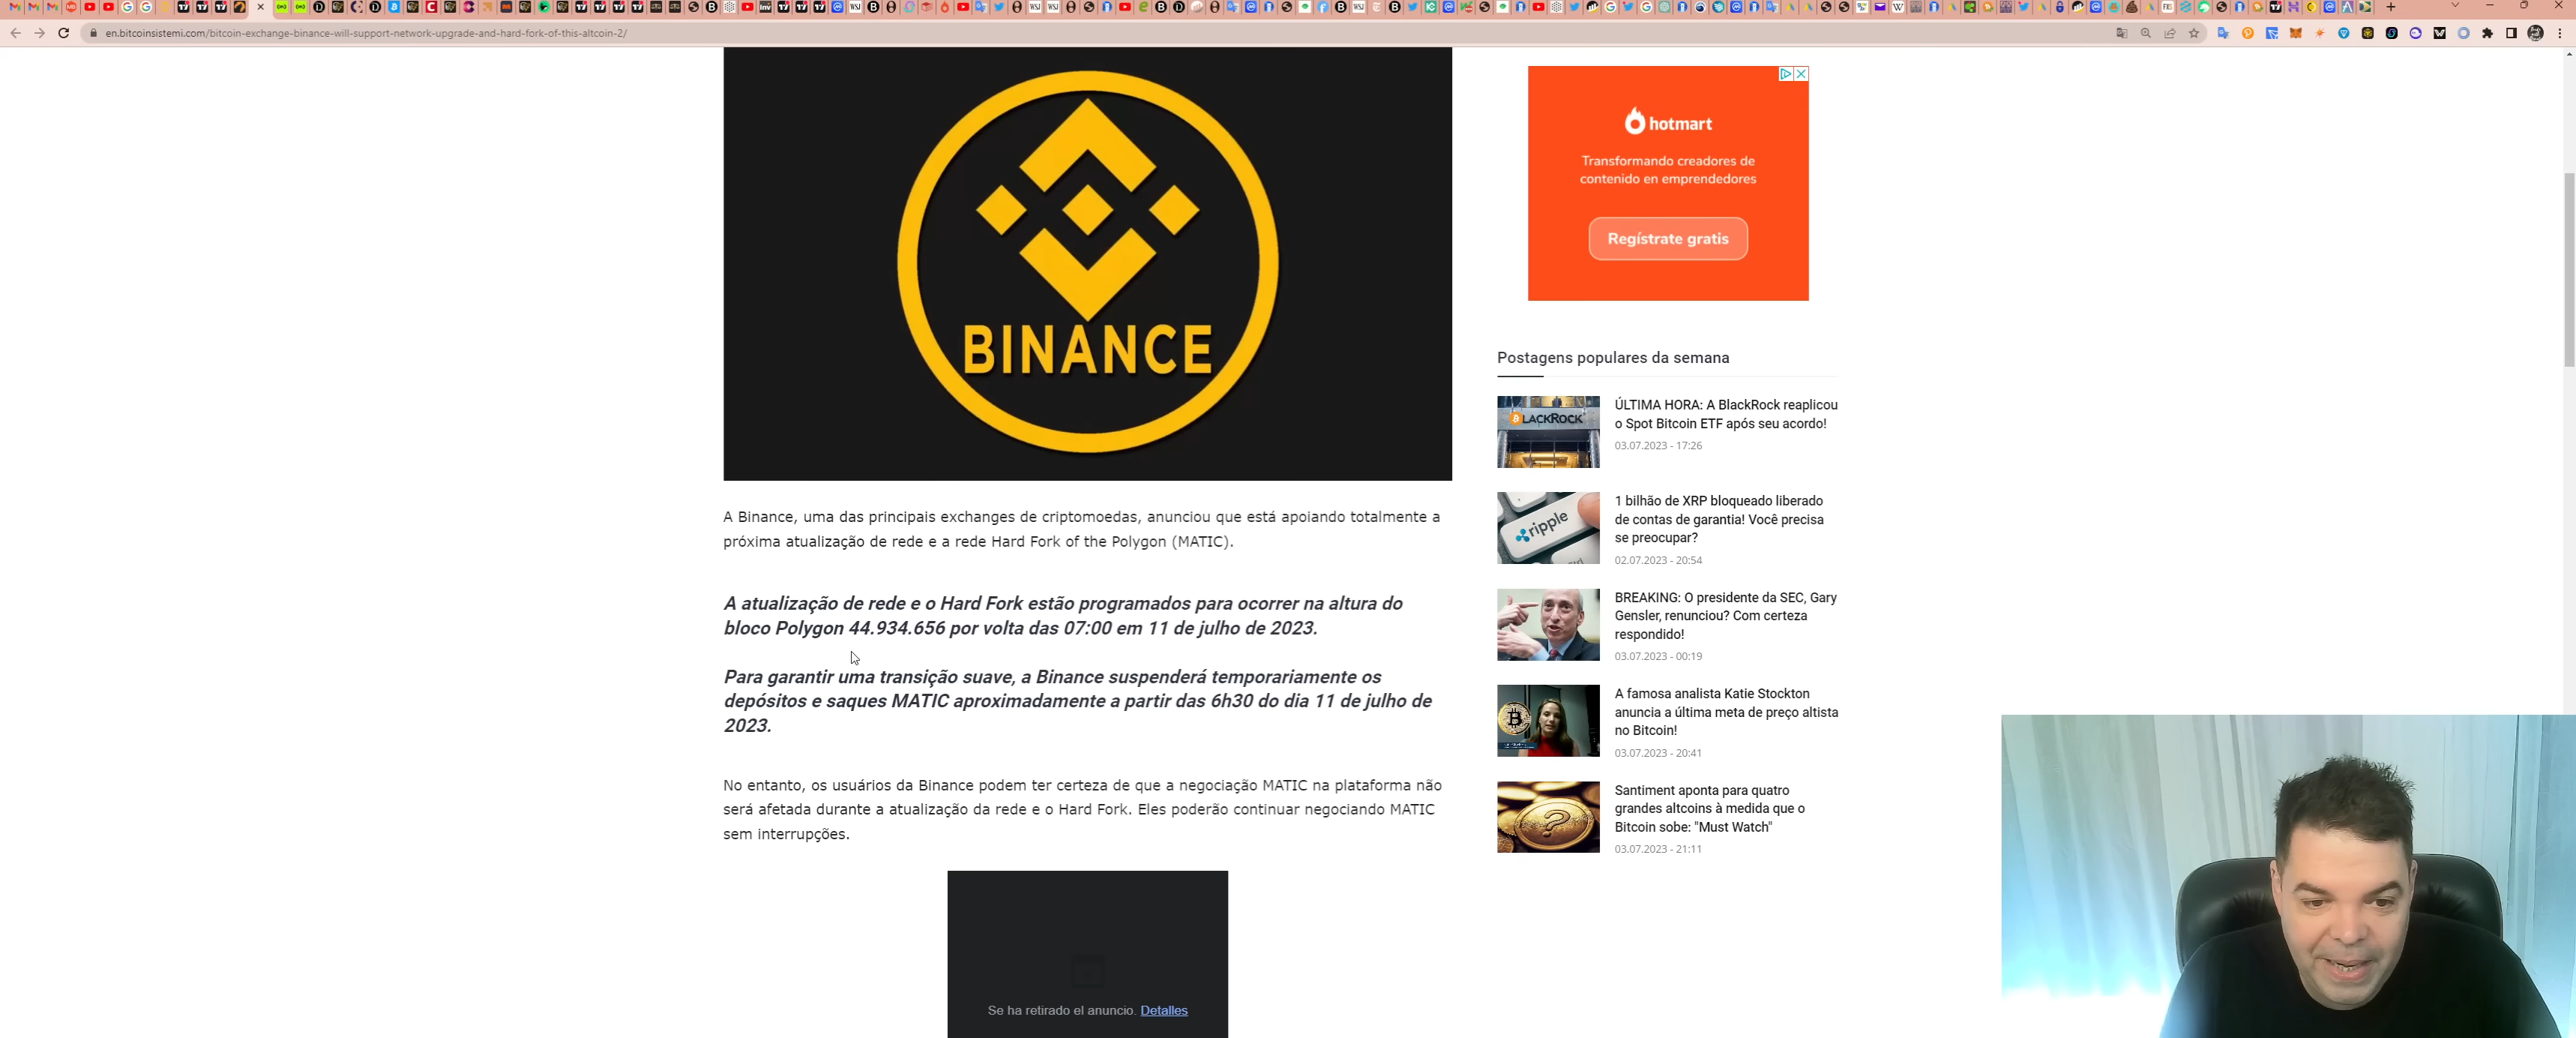 en.bitcoinsistemi.com/bitcoin-exchange-binance-will-support-network-upgrade-and-hard-fork-of-this-altcoin-2/
BINANCE
A Binance, uma das principais exchanges de criptomoedas, anunciou que está apoiando totalmente a
próxima atualização de rede e a rede Hard Fork of the Polygon (MATIC).
A atualização de rede e o Hard Fork estão programados para ocorrer na altura do
bloco Polygon 44.934.656 por volta das 07:00 em 11 de julho de 2023.
Para garantir uma transição suave, a Binance suspenderá temporariamente os
depósitos e saques MATIC aproximadamente a partir das 6h30 do dia 11 de julho de
2023.
No entanto, os usuários da Binance podem ter certeza de que a negociação MATIC na plataforma não
será afetada durante a atualização da rede e o Hard Fork. Eles poderão continuar negociando MATIC
sem interrupções.
Se ha retirado el anuncio. Detalles
hotmart
Transformando creadores de
contenido en emprendedores
Regístrate gratis
Postagens populares da semana
BLACKROCK
ÚLTIMA HORA: A BlackRock reaplicou
o Spot Bitcoin ETF após seu acordo!
03.07.2023 - 17:26
ripple
1 bilhão de XRP bloqueado liberado
de contas de garantia! Você precisa
se preocupar?
02.07.2023 - 20:54
BREAKING: O presidente da SEC, Gary
Gensler, renunciou? Com certeza
respondido!
03.07.2023 - 00:19
A famosa analista Katie Stockton
anuncia a última meta de preço altista
no Bitcoin!
03.07.2023 - 20:41
Santiment aponta para quatro
grandes altcoins à medida que o
Bitcoin sobe: "Must Watch"
03.07.2023 - 21:11